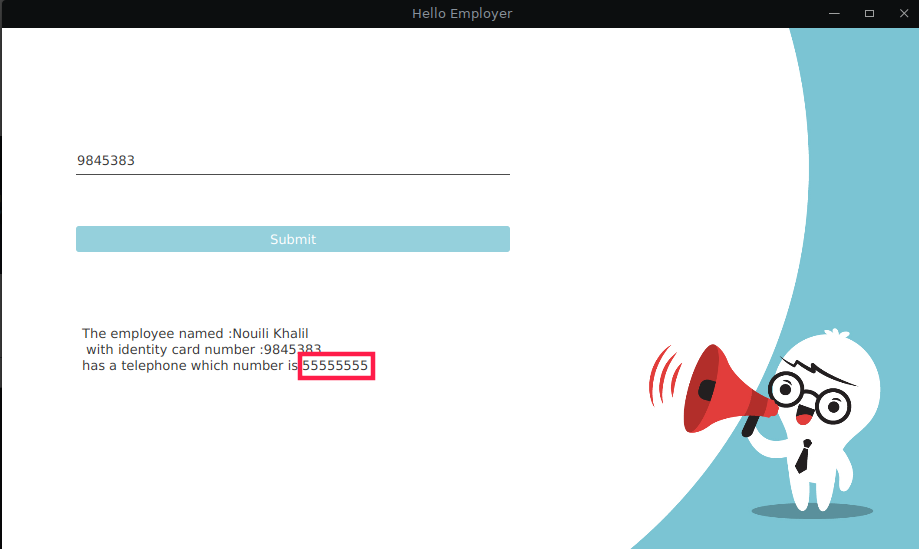 Hello Employer
9845383
Submit
The employee named :Nouili Khalil
with identity card number :9845383
has a telephone which number is 55555555